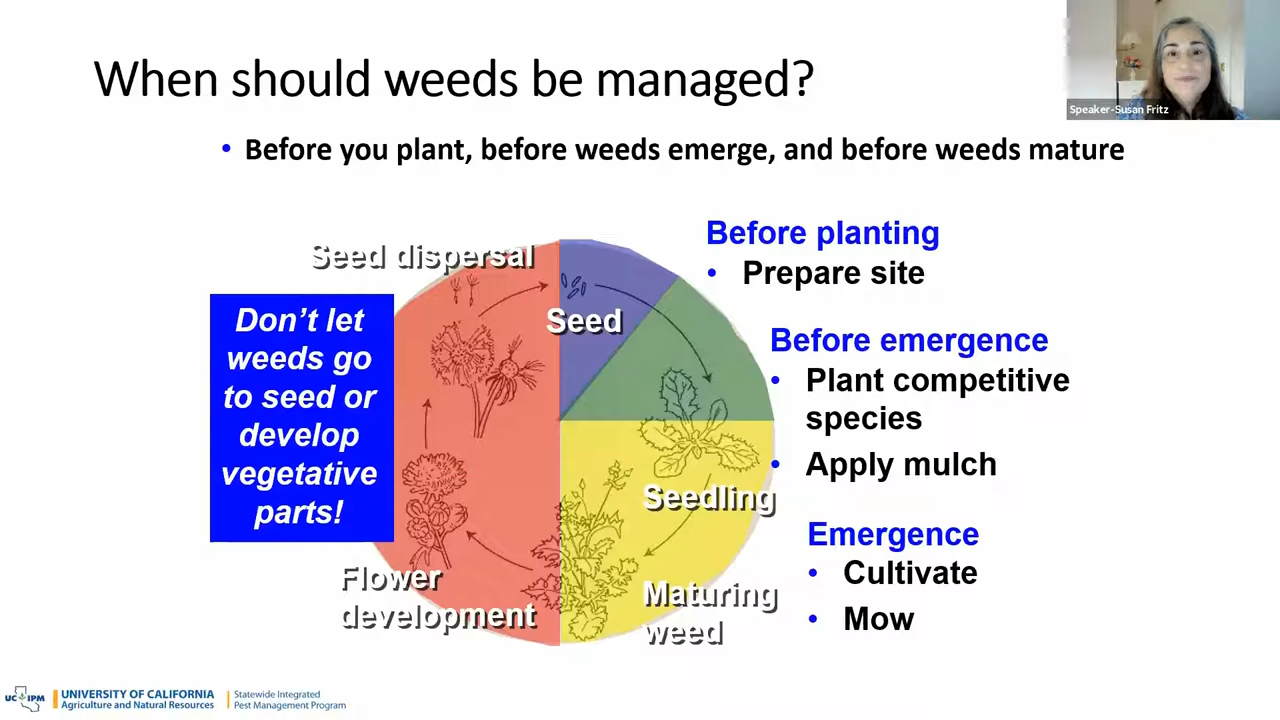 When should weeds be managed?
Speaker-Susan Fritz
• Before you plant, before weeds emerge, and before weeds mature
Seed dispersal
Seed
Don't let
weeds go
to seed or
develop
vegetative
parts!
Seedling
Flower
development
Maturing
weed
Before planting
• Prepare site
Before emergence
• Plant competitive
species
• Apply mulch
Emergence
• Cultivate
• Mow
UC IPM
UNIVERSITY OF CALIFORNIA
Agriculture and Natural Resources
Statewide Integrated
Pest Management Program